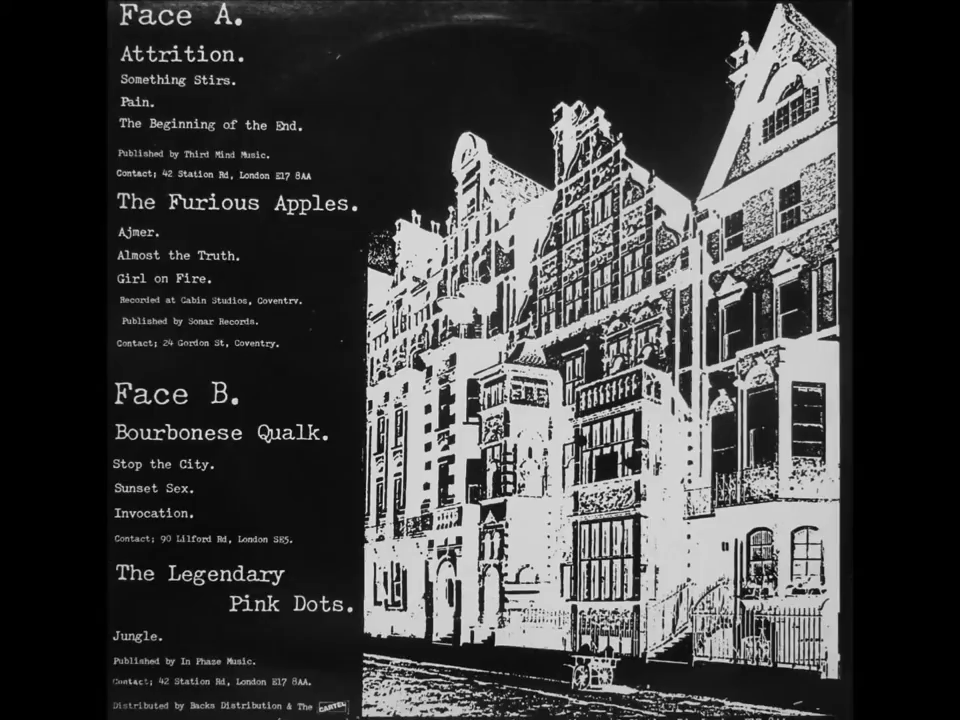 Face A.
Attrition.
Something Stirs.
Pain.
The Beginning of the End.
Published by Third Mind Music.
Contact; 42 Station Rd, London E17 8AA
The Furious Apples.
Ajmer.
Almost the Truth.
Girl on Fire.
Recorded at Cabin Studios, Coventry.
Published by Sonar Records.
Contact; 24 Gordon St, Coventry.
Face B.
Bourbonese Qualk.
Stop the City.
Sunset Sex.
Invocation.
Contact; 90 Lilford Rd, London SE5.
The Legendary
Pink Dots.
Jungle.
Published by In Phaze Music.
Contact; 42 Station Rd, London E17 8AA.
Distributed by Backs Distribution & The CARTEL